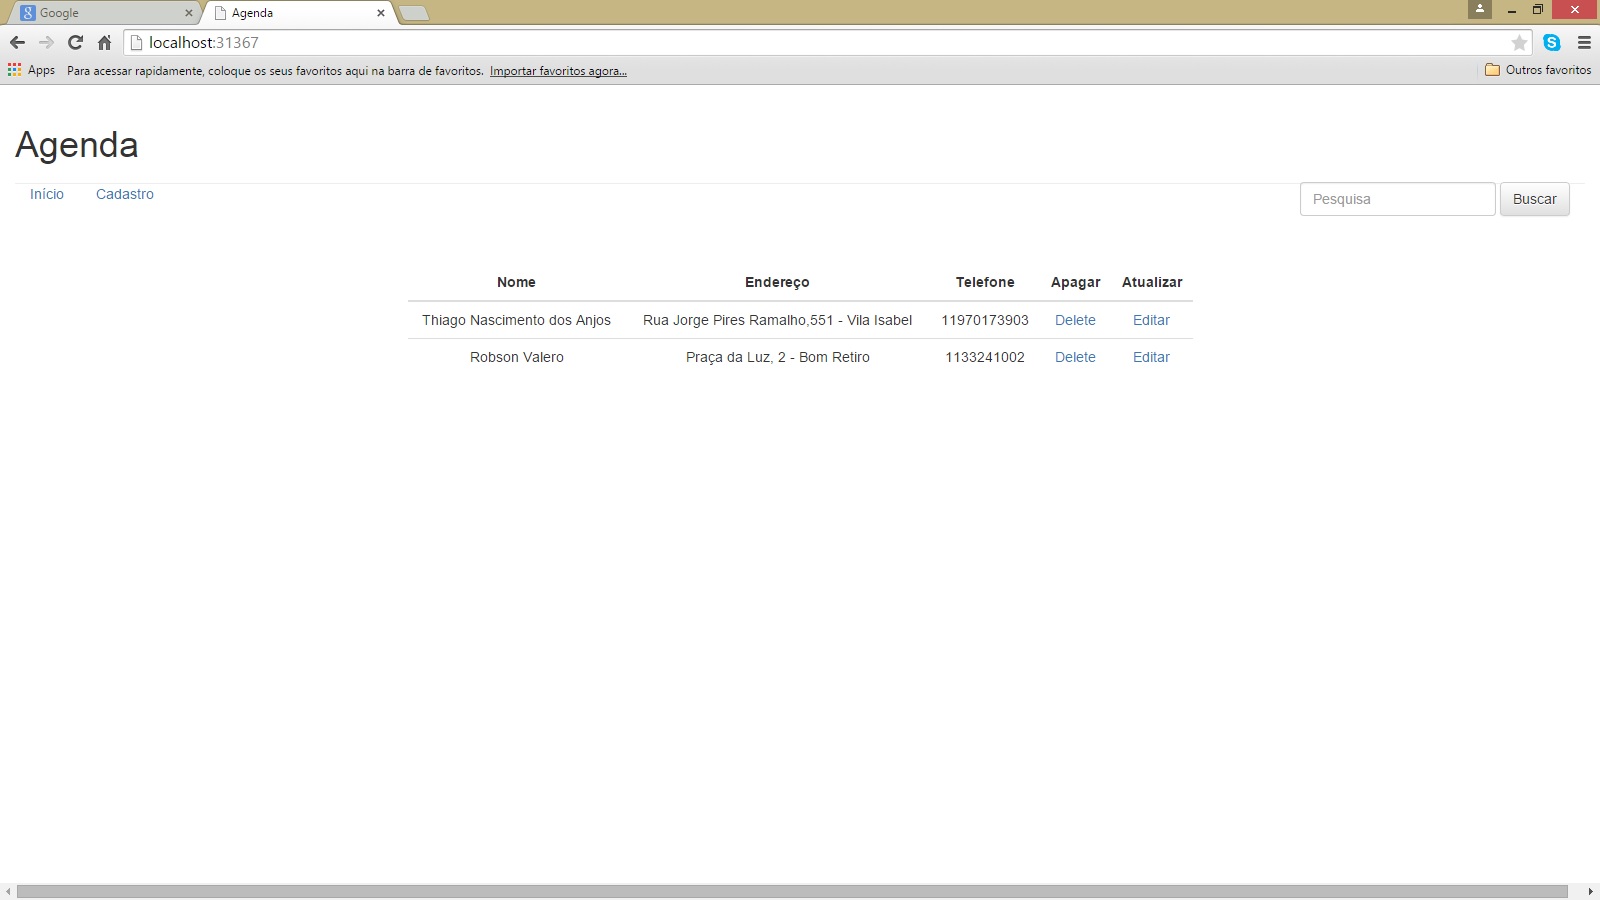 Google
Agenda
localhost:31367
Apps Para acessar rapidamente, coloque os seus favoritos aqui na barra de favoritos. Importar favoritos agora... Outros favoritos
Agenda
Início Cadastro Pesquisa Buscar
Nome Endereço Telefone Apagar Atualizar
Thiago Nascimento dos Anjos Rua Jorge Pires Ramalho,551 - Vila Isabel 11970173903 Delete Editar
Robson Valero Praça da Luz, 2 - Bom Retiro 1133241002 Delete Editar